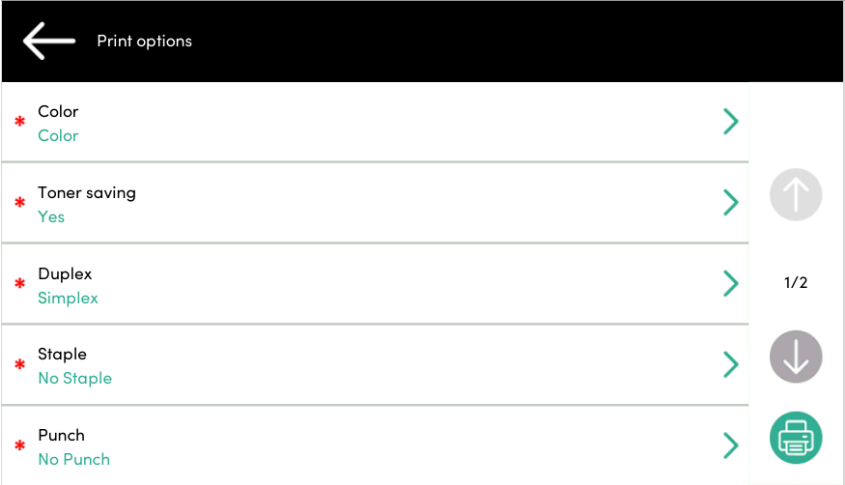 Print options
* Color
Color
* Toner saving
Yes
* Duplex
Simplex
1/2
* Staple
No Staple
* Punch
No Punch